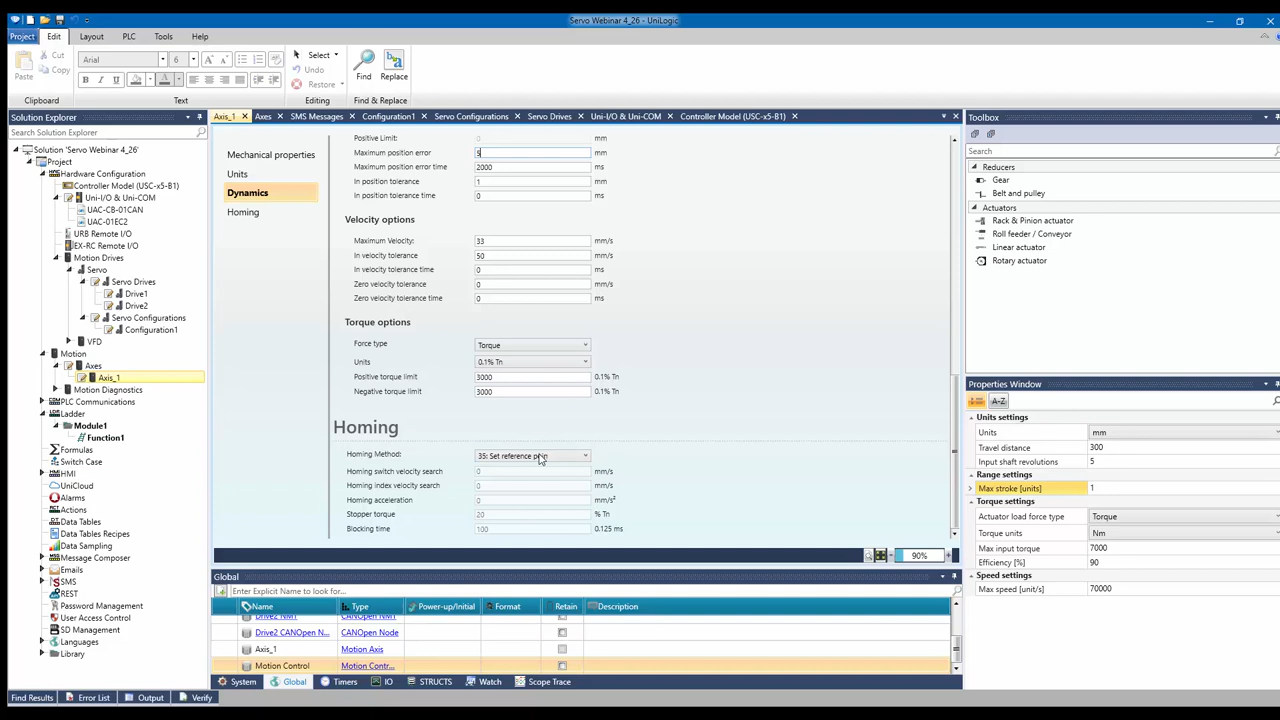 Servo Webinar 4_26 - UniLogic
Project Edit Layout PLC Tools Help
Paste
Cut
Copy
Clipboard
Arial 6
B I U
Text
Select
Undo
Restore
Editing
Find Replace
Find & Replace
Solution Explorer
Search Solution Explorer
Solution 'Servo Webinar 4_26'
Project
Hardware Configuration
Controller Model (USC-x5-B1)
Uni-I/O & Uni-COM
UAC-CB-01CAN
UAC-01EC2
URB Remote I/O
EX-RC Remote I/O
Motion Drives
Servo
Servo Drives
Drive1
Drive2
Servo Configurations
Configuration1
VFD
Motion
Axes
Axis_1
Motion Diagnostics
PLC Communications
Ladder
Module1
Function1
Formulas
Switch Case
HMI
UniCloud
Alarms
Actions
Data Tables
Data Tables Recipes
Data Sampling
Message Composer
Emails
SMS
REST
Password Management
User Access Control
SD Management
Languages
Library
Find Results Error List Output Verify
Axis_1 Axes SMS Messages Configuration1 Servo Configurations Servo Drives Uni-I/O & Uni-COM Controller Model (USC-x5-B1)
Mechanical properties
Units
Dynamics
Homing
Positive Limit: 0 mm
Maximum position error 5 mm
Maximum position error time 2000 ms
In position tolerance 1 mm
In position tolerance time 0 ms
Velocity options
Maximum Velocity: 33 mm/s
In velocity tolerance 50 mm/s
In velocity tolerance time 0 ms
Zero velocity tolerance 0 mm/s
Zero velocity tolerance time 0 ms
Torque options
Force type Torque
Units 0.1% Tn
Positive torque limit 3000 0.1% Tn
Negative torque limit 3000 0.1% Tn
Homing
Homing Method: 35: Set reference
Homing switch velocity search 0 mm/s
Homing index velocity search 0 mm/s
Homing acceleration 0 mm/s²
Stopper torque 20 % Tn
Blocking time 100 0.125 ms
90%
Global
Enter Explicit Name to look for...
Name Type Power-up/Initial Format Retain Description
Drive2 NMT CANOpen NMT
Drive2 CANOpen N... CANOpen Node
Axis_1 Motion Axis
Motion Control Motion Contr...
System Global Timers IO STRUCTS Watch Scope Trace
Toolbox
Search
Reducers
Gear
Belt and pulley
Actuators
Rack & Pinion actuator
Roll feeder / Conveyor
Linear actuator
Rotary actuator
Properties Window
A-Z
Units settings
Units mm
Travel distance 300
Input shaft revolutions 5
Range settings
Max stroke [units] 1
Torque settings
Actuator load force type Torque
Torque units Nm
Max input torque 7000
Efficiency [%] 90
Speed settings
Max speed [unit/s] 70000